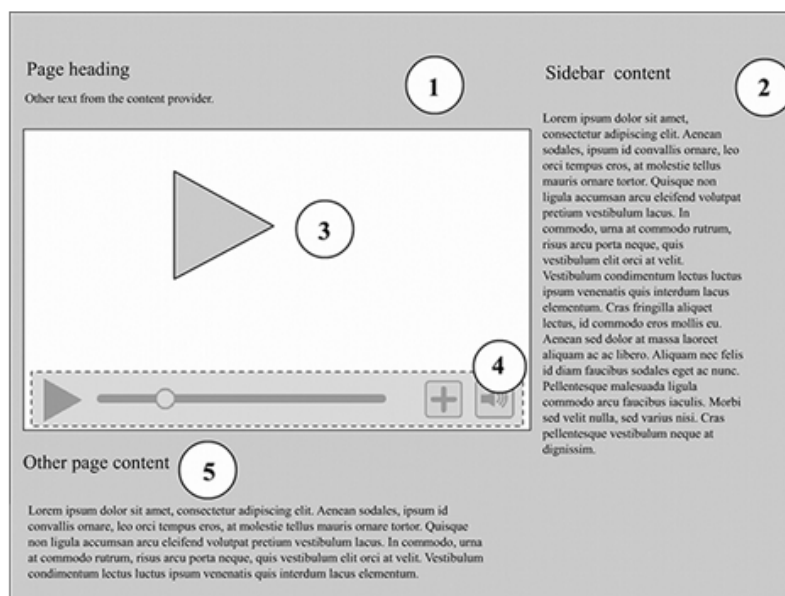 Page heading
1
Other text from the content provider.
Sidebar content
2
Lorem ipsum dolor sit amet,
consectetur adipiscing elit. Aenean
sodales, ipsum id convallis ornare, leo
orci tempus eros, at molestie tellus
mauris ornare tortor. Quisque non
ligula accumsan arcu eleifend volutpat
pretium vestibulum lacus. In
commodo, urna at commodo rutrum,
risus arcu porta neque, quis
vestibulum elit orci at velit.
Vestibulum condimentum lectus luctus
ipsum venenatis quis interdum lacus
elementum. Cras fringilla aliquet
lectus, id commodo eros mollis eu.
Aenean sed dolor at massa laoreet
aliquam ac ac libero. Aliquam nec felis
id diam faucibus sodales eget ac nunc.
Pellentesque malesuada ligula
commodo arcu faucibus iaculis. Morbi
sed velit nulla, sed varius nisi. Cras
pellentesque vestibulum neque at
dignissim.
3
4
Other page content
5
Lorem ipsum dolor sit amet, consectetur adipiscing elit. Aenean sodales, ipsum id
convallis ornare, leo orci tempus eros, at molestie tellus mauris ornare tortor. Quisque
non ligula accumsan arcu eleifend volutpat pretium vestibulum lacus. In commodo, urna
at commodo rutrum, risus arcu porta neque, quis vestibulum elit orci at velit. Vestibulum
condimentum lectus luctus ipsum venenatis quis interdum lacus elementum.